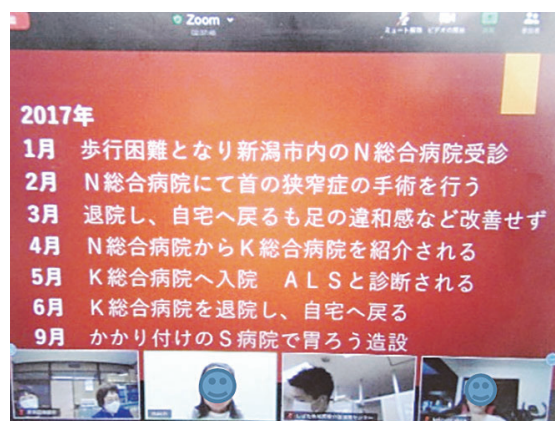 Zoom
2017年
1月 歩行困難となり新潟市内のN総合病院受診
2月 N総合病院にて首の狭窄症の手術を行う
3月 退院し、自宅へ戻るも足の違和感など改善せず
4月 N総合病院からK総合病院を紹介される
5月 K総合病院へ入院 ALSと診断される
6月 K総合病院を退院し、自宅へ戻る
9月 かかり付けのS病院で胃ろう造設